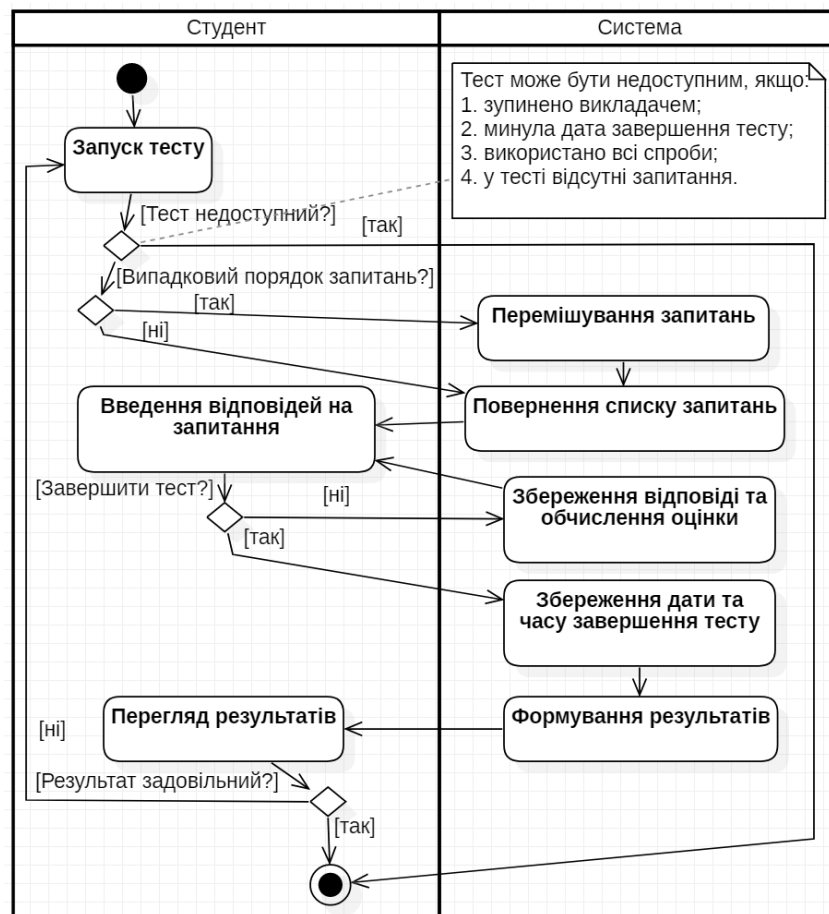 Студент
Система
Тест може бути недоступним, якщо:
1. зупинено викладачем;
2. минула дата завершення тесту;
3. використано всі спроби;
4. у тесті відсутні запитання.
Запуск тесту
[Тест недоступний?]
[так]
[Випадковий порядок запитань?]
[так]
[ні]
Перемішування запитань
Введення відповідей на
запитання
Повернення списку запитань
[Завершити тест?]
[ні]
[так]
Збереження відповіді та
обчислення оцінки
Збереження дати та
часу завершення тесту
[ні]
Перегляд результатів
Формування результатів
[Результат задовільний?]
[так]